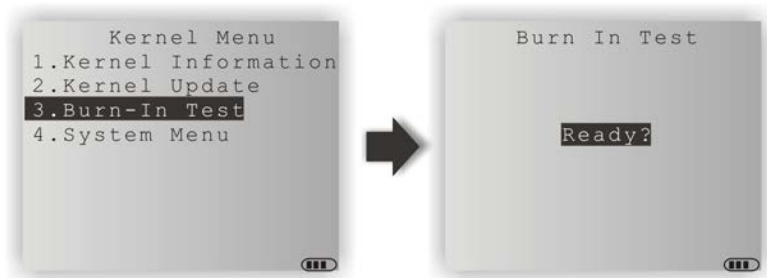 Kernel Menu
1.Kernel Information
2.Kernel Update
3.Burn-In Test
4.System Menu
Burn In Test
Ready?